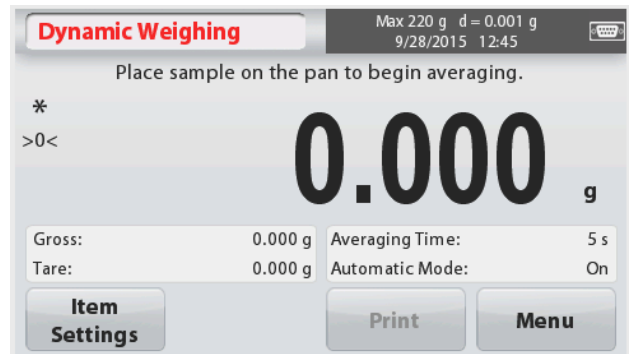 Dynamic Weighing
Max 220 g d = 0.001 g
9/28/2015 12:45
Place sample on the pan to begin averaging.
*
>0<
0.000 g
Gross: 0.000 g
Tare: 0.000 g
Averaging Time: 5 s
Automatic Mode: On
Item
Settings
Print
Menu